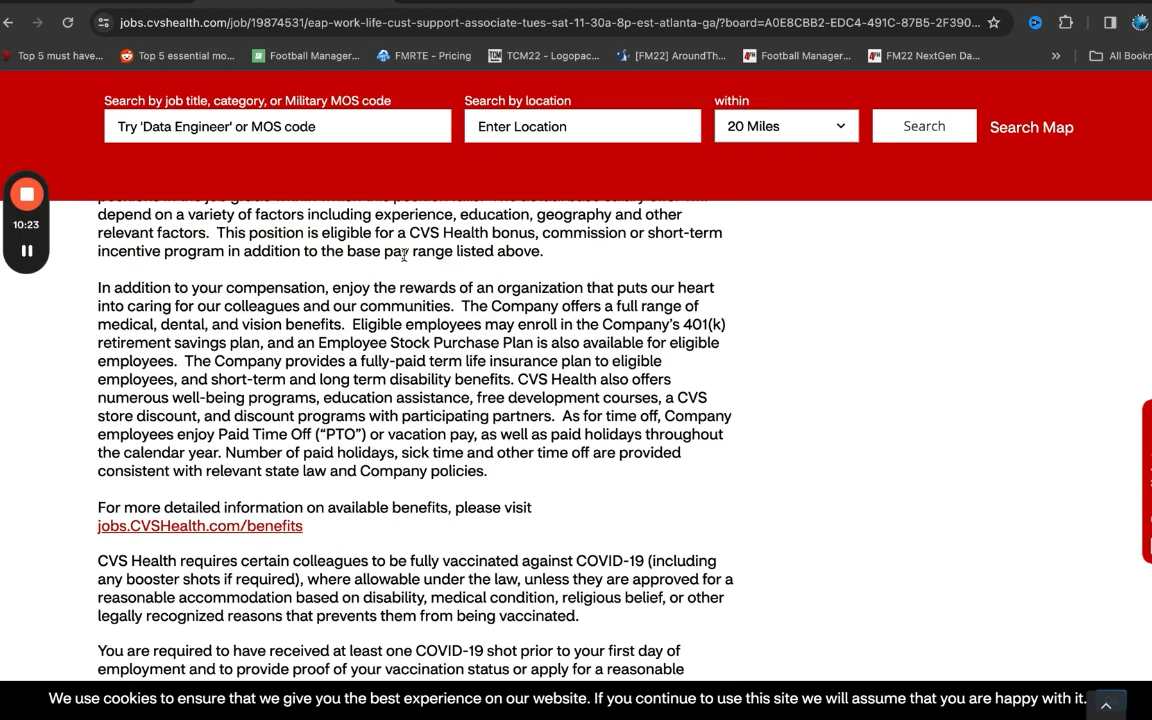 jobs.cvshealth.com/job/19874531/eap-work-life-cust-support-associate-tues-sat-11-30a-8p-est-atlanta-ga/?board=A0E8CBB2-EDC4-491C-87B5-2F390...
Top 5 must have...
Top 5 essential mo...
Football Manager...
FMRTE - Pricing
TCM22 - Logopac...
[FM22] AroundTh...
Football Manager...
FM22 NextGen Da...
»
All Bookm
Search by job title, category, or Military MOS code
Search by location
within
Try 'Data Engineer' or MOS code
Enter Location
20 Miles
Search
Search Map
10:23
depend on a variety of factors including experience, education, geography and other
relevant factors. This position is eligible for a CVS Health bonus, commission or short-term
incentive program in addition to the base pay range listed above.
In addition to your compensation, enjoy the rewards of an organization that puts our heart
into caring for our colleagues and our communities. The Company offers a full range of
medical, dental, and vision benefits. Eligible employees may enroll in the Company's 401(k)
retirement savings plan, and an Employee Stock Purchase Plan is also available for eligible
employees. The Company provides a fully-paid term life insurance plan to eligible
employees, and short-term and long term disability benefits. CVS Health also offers
numerous well-being programs, education assistance, free development courses, a CVS
store discount, and discount programs with participating partners. As for time off, Company
employees enjoy Paid Time Off (“PTO”) or vacation pay, as well as paid holidays throughout
the calendar year. Number of paid holidays, sick time and other time off are provided
consistent with relevant state law and Company policies.
For more detailed information on available benefits, please visit
jobs.CVSHealth.com/benefits
CVS Health requires certain colleagues to be fully vaccinated against COVID-19 (including
any booster shots if required), where allowable under the law, unless they are approved for a
reasonable accommodation based on disability, medical condition, religious belief, or other
legally recognized reasons that prevents them from being vaccinated.
You are required to have received at least one COVID-19 shot prior to your first day of
employment and to provide proof of your vaccination status or apply for a reasonable
We use cookies to ensure that we give you the best experience on our website. If you continue to use this site we will assume that you are happy with it.